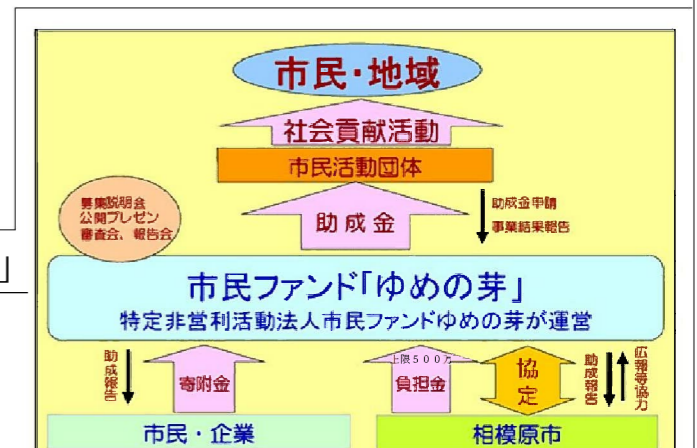 市民・地域
社会貢献活動
市民活動団体
募集説明会
公開プレゼン
審査会、報告会
助成金
助成金申請
事業結果報告
」
市民ファンド「ゆめの芽」
特定非営利活動法人市民ファンドゆめの芽が運営
助成報告
寄附金
上限500万
負担金
協定
助成報告
広報等協力
市民・企業
相模原市